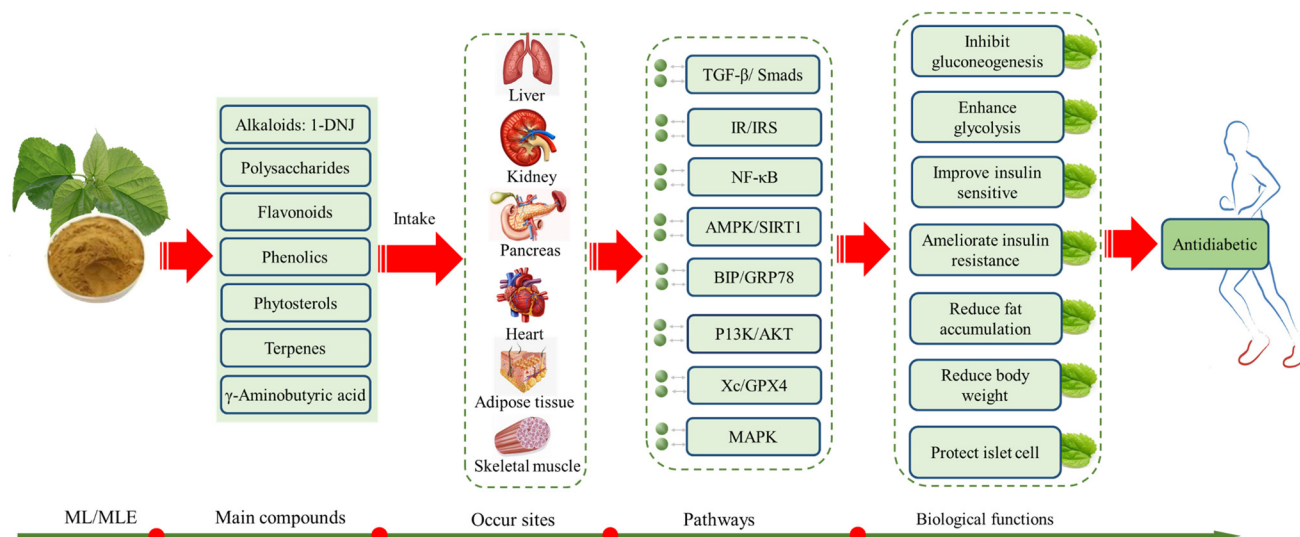 Alkaloids: 1-DNJ
Polysaccharides
Flavonoids
Phenolics
Phytosterols
Terpenes
γ-Aminobutyric acid
Intake
Liver
Kidney
Pancreas
Heart
Adipose tissue
Skeletal muscle
TGF-β/ Smads
IR/IRS
NF-κB
AMPK/SIRT1
BIP/GRP78
P13K/AKT
Xc/GPX4
MAPK
Inhibit
gluconeogenesis
Enhance
glycolysis
Improve insulin
sensitive
Ameliorate insulin
resistance
Reduce fat
accumulation
Reduce body
weight
Protect islet cell
Antidiabetic
ML/MLE
Main compounds
Occur sites
Pathways
Biological functions